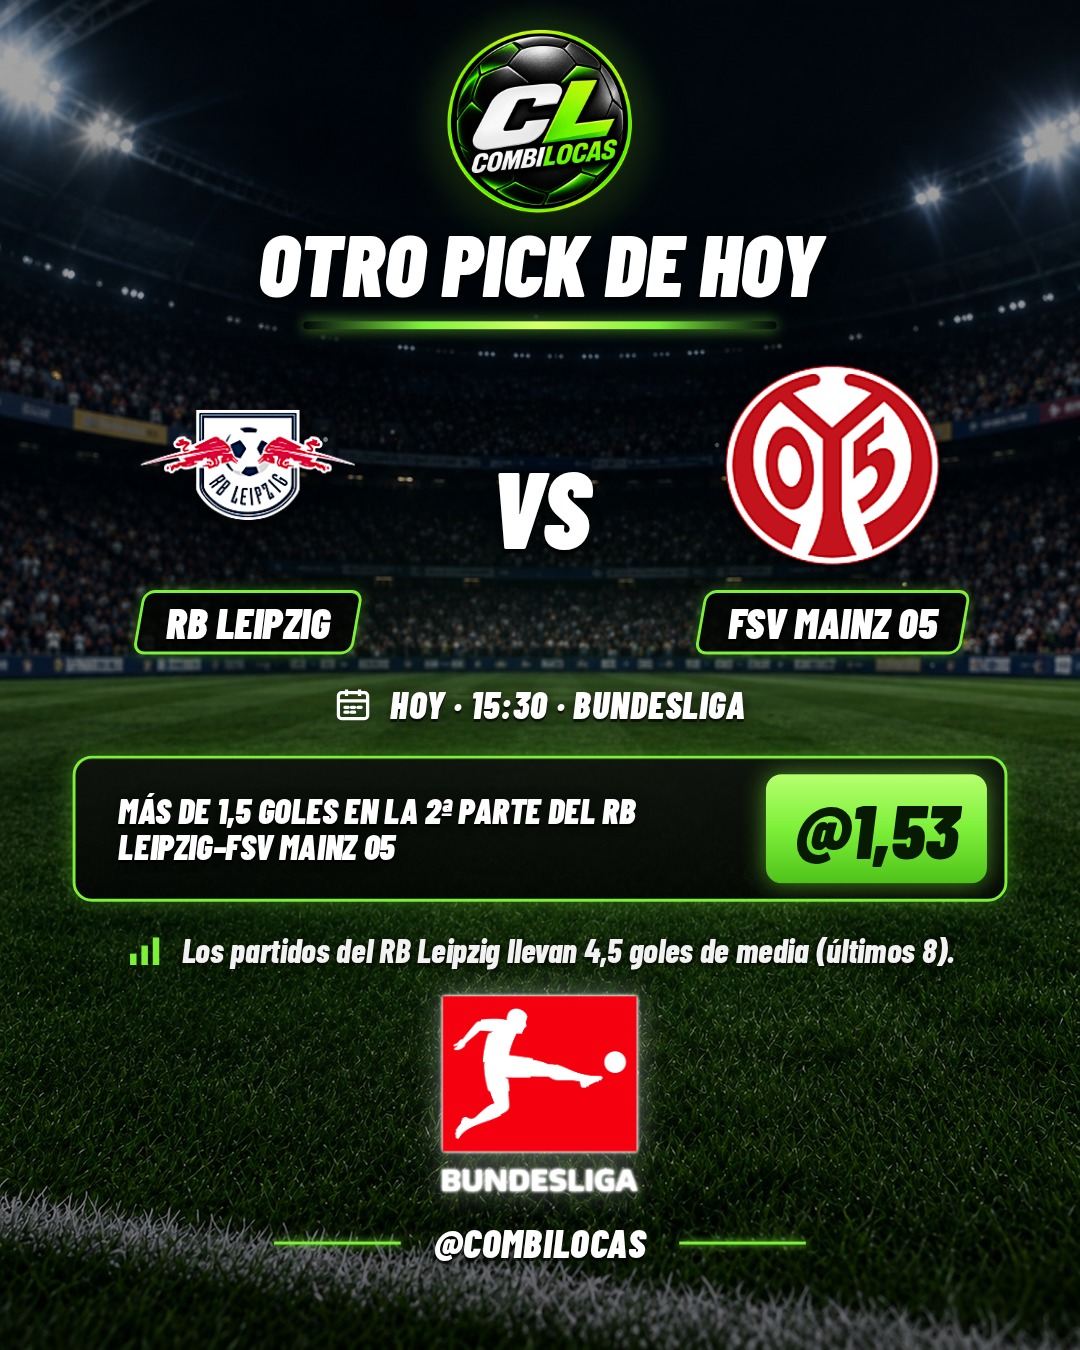 CL
COMBILOCAS
OTRO PICK DE HOY
RB LEIPZIG
05
VS
RB LEIPZIG
FSV MAINZ 05
HOY · 15:30 · BUNDESLIGA
MÁS DE 1,5 GOLES EN LA 2ª PARTE DEL RB
LEIPZIG-FSV MAINZ 05
@1,53
Los partidos del RB Leipzig llevan 4,5 goles de media (últimos 8).
BUNDESLIGA
@COMBILOCAS